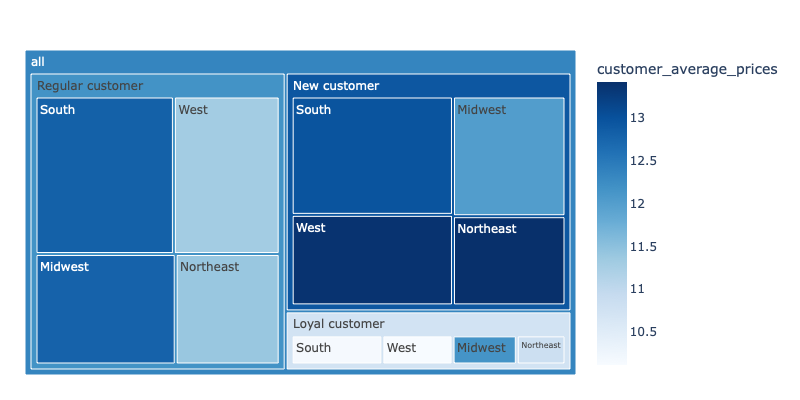 all
Regular customer
South
West
Midwest
Northeast
New customer
South
Midwest
West
Northeast
Loyal customer
South
West
Midwest
Northeast
customer_average_prices
13
12.5
12
11.5
11
10.5